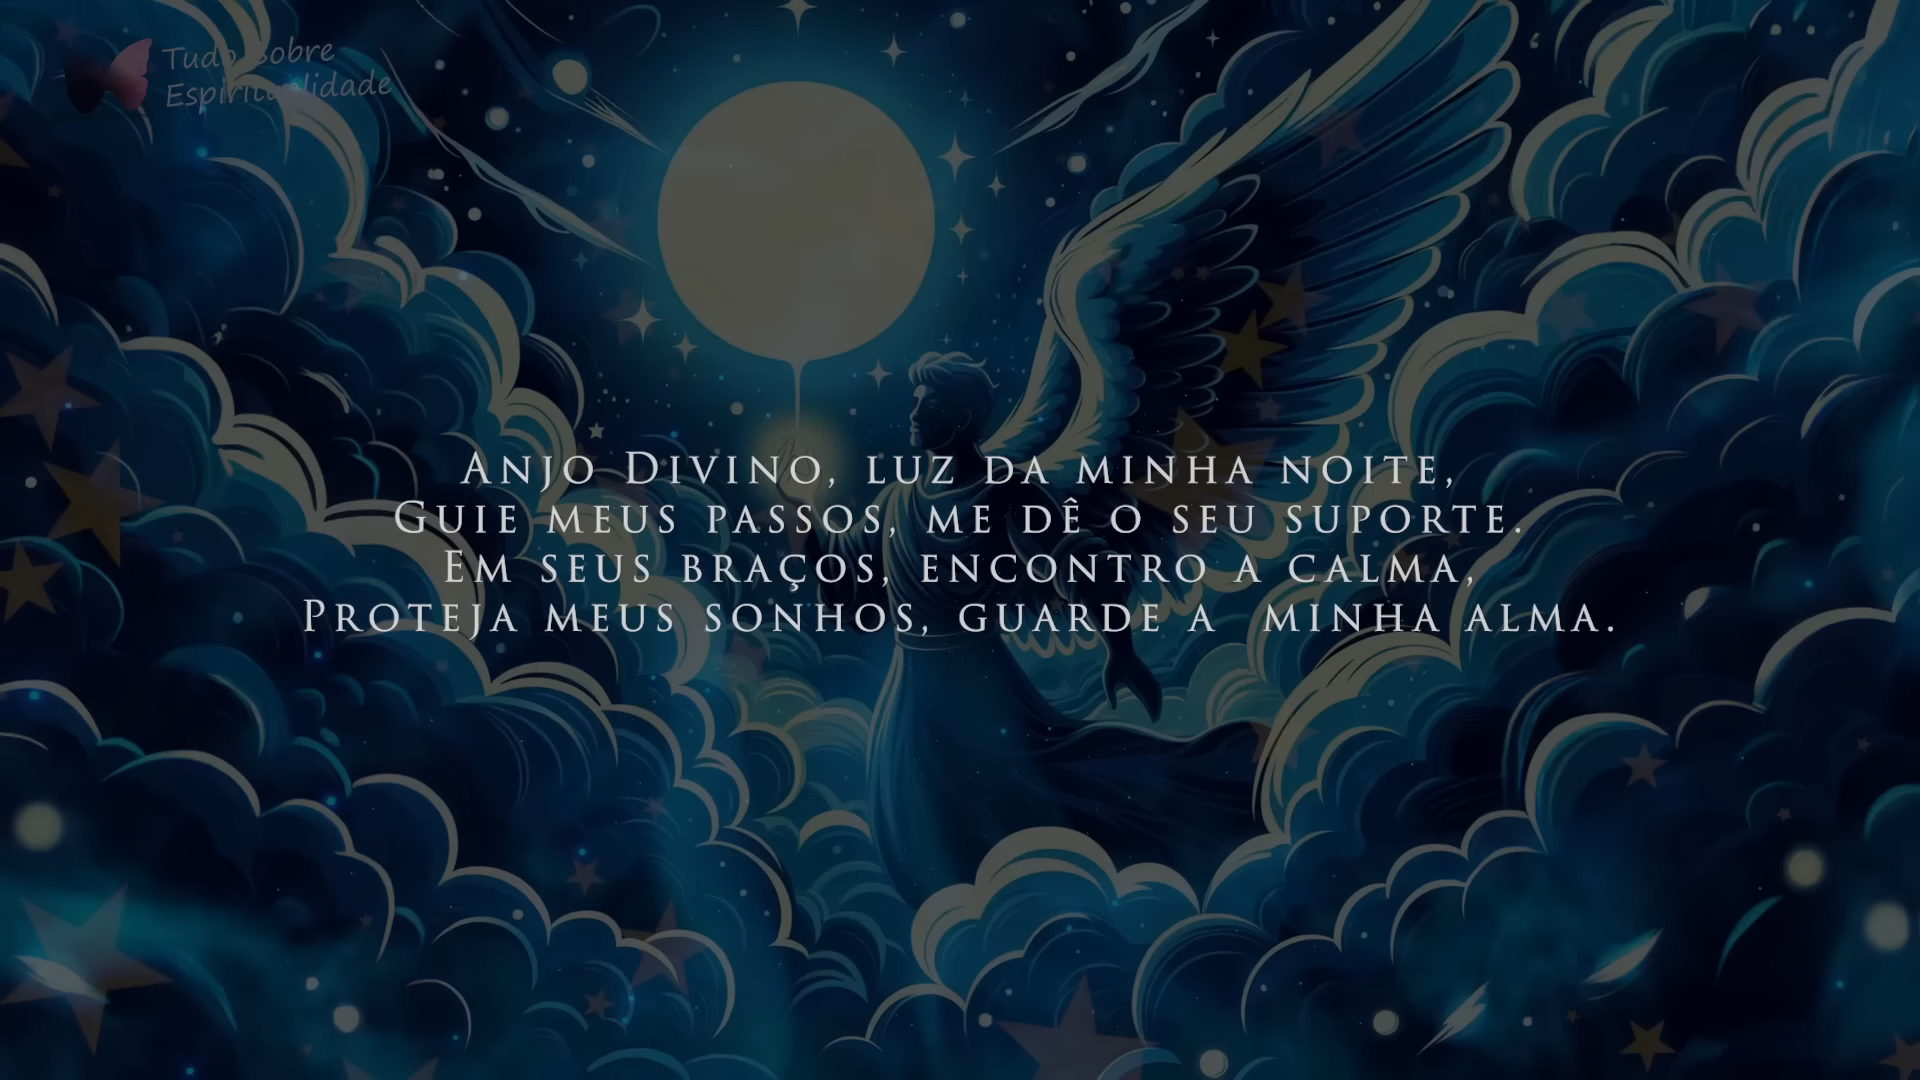 Tudo Sobre
Espiritualidade
Anjo Divino, luz da minha noite,
Guie meus passos, me dê o seu suporte.
Em seus braços, encontro a calma,
Proteja meus sonhos, guarde a  minha alma.